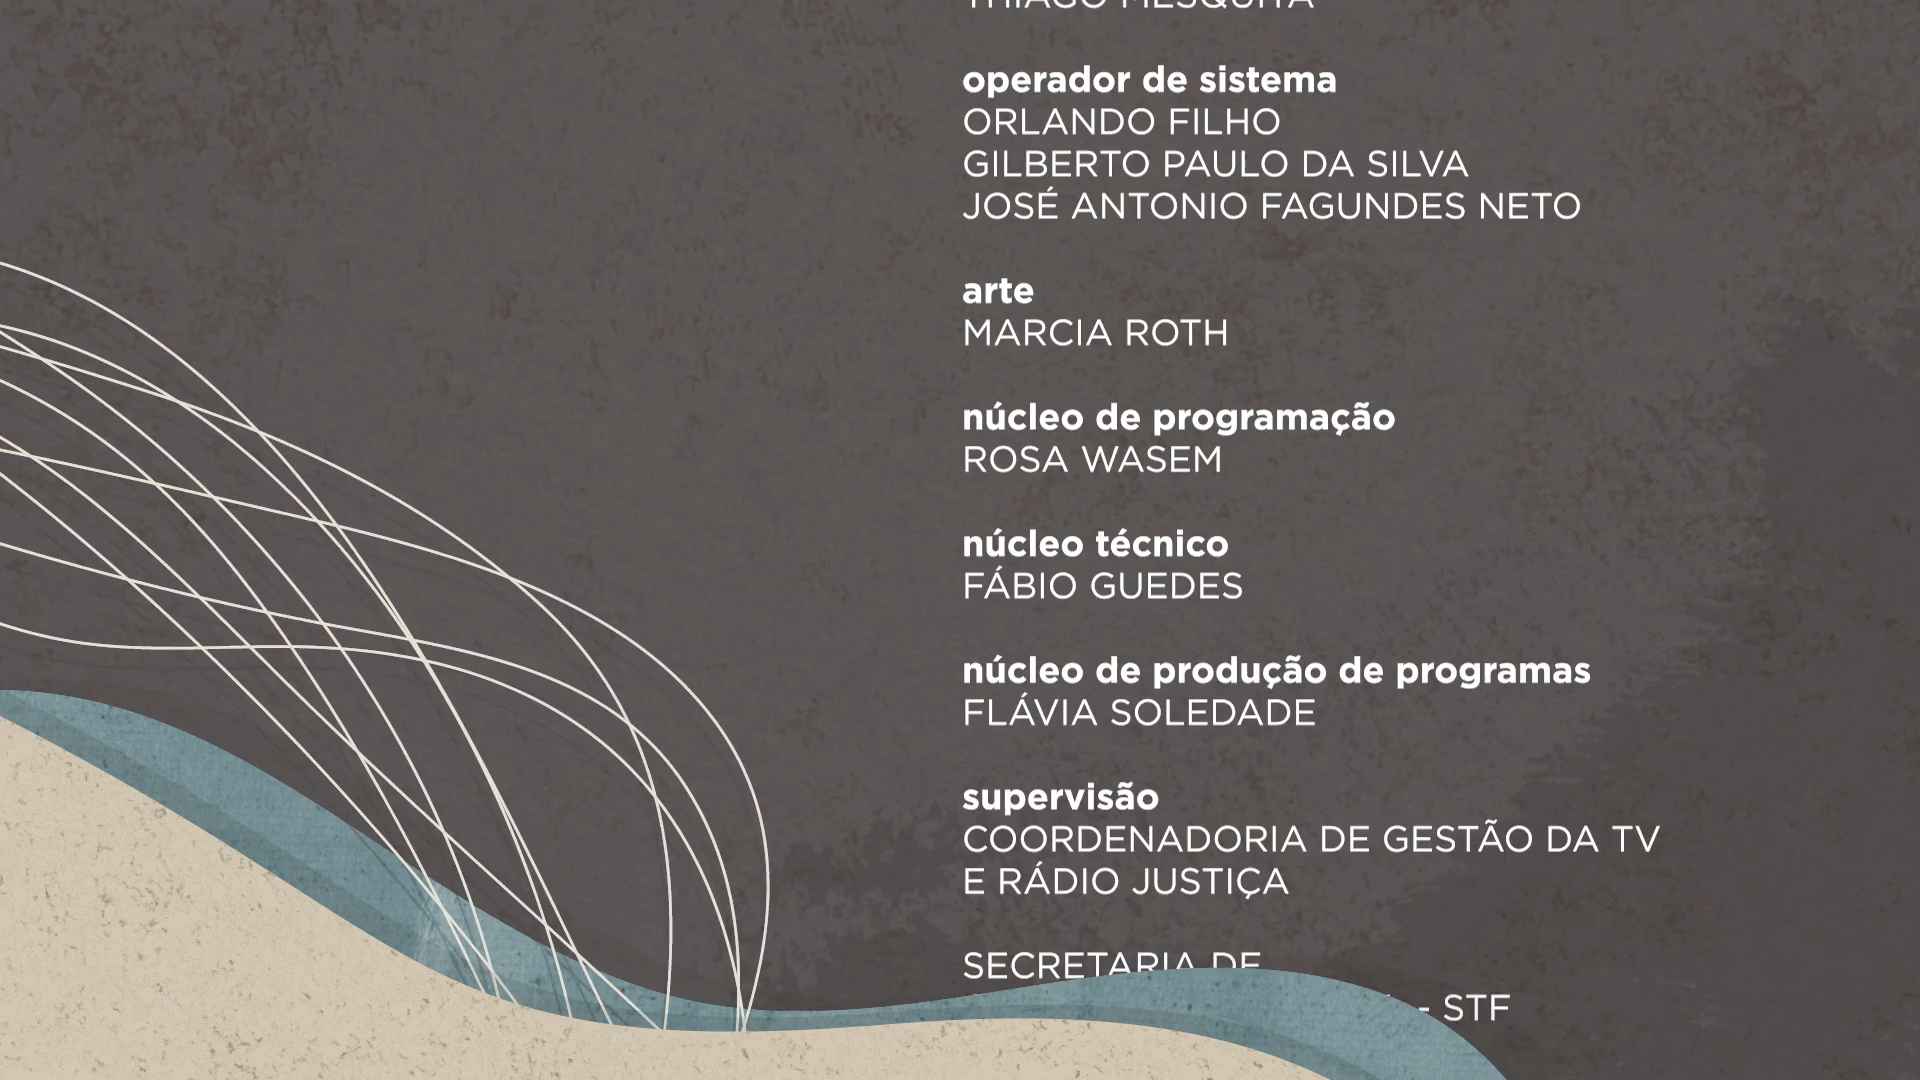 THIAGO MESQUITA
operador de sistema
ORLANDO FILHO
GILBERTO PAULO DA SILVA
JOSÉ ANTONIO FAGUNDES NETO
arte
MARCIA ROTH
núcleo de programação
ROSA WASEM
núcleo técnico
FÁBIO GUEDES
núcleo de produção de programas
FLÁVIA SOLEDADE
supervisão
COORDENADORIA DE GESTÃO DA TV
E RÁDIO JUSTIÇA
SECRETARIA DE
- STF